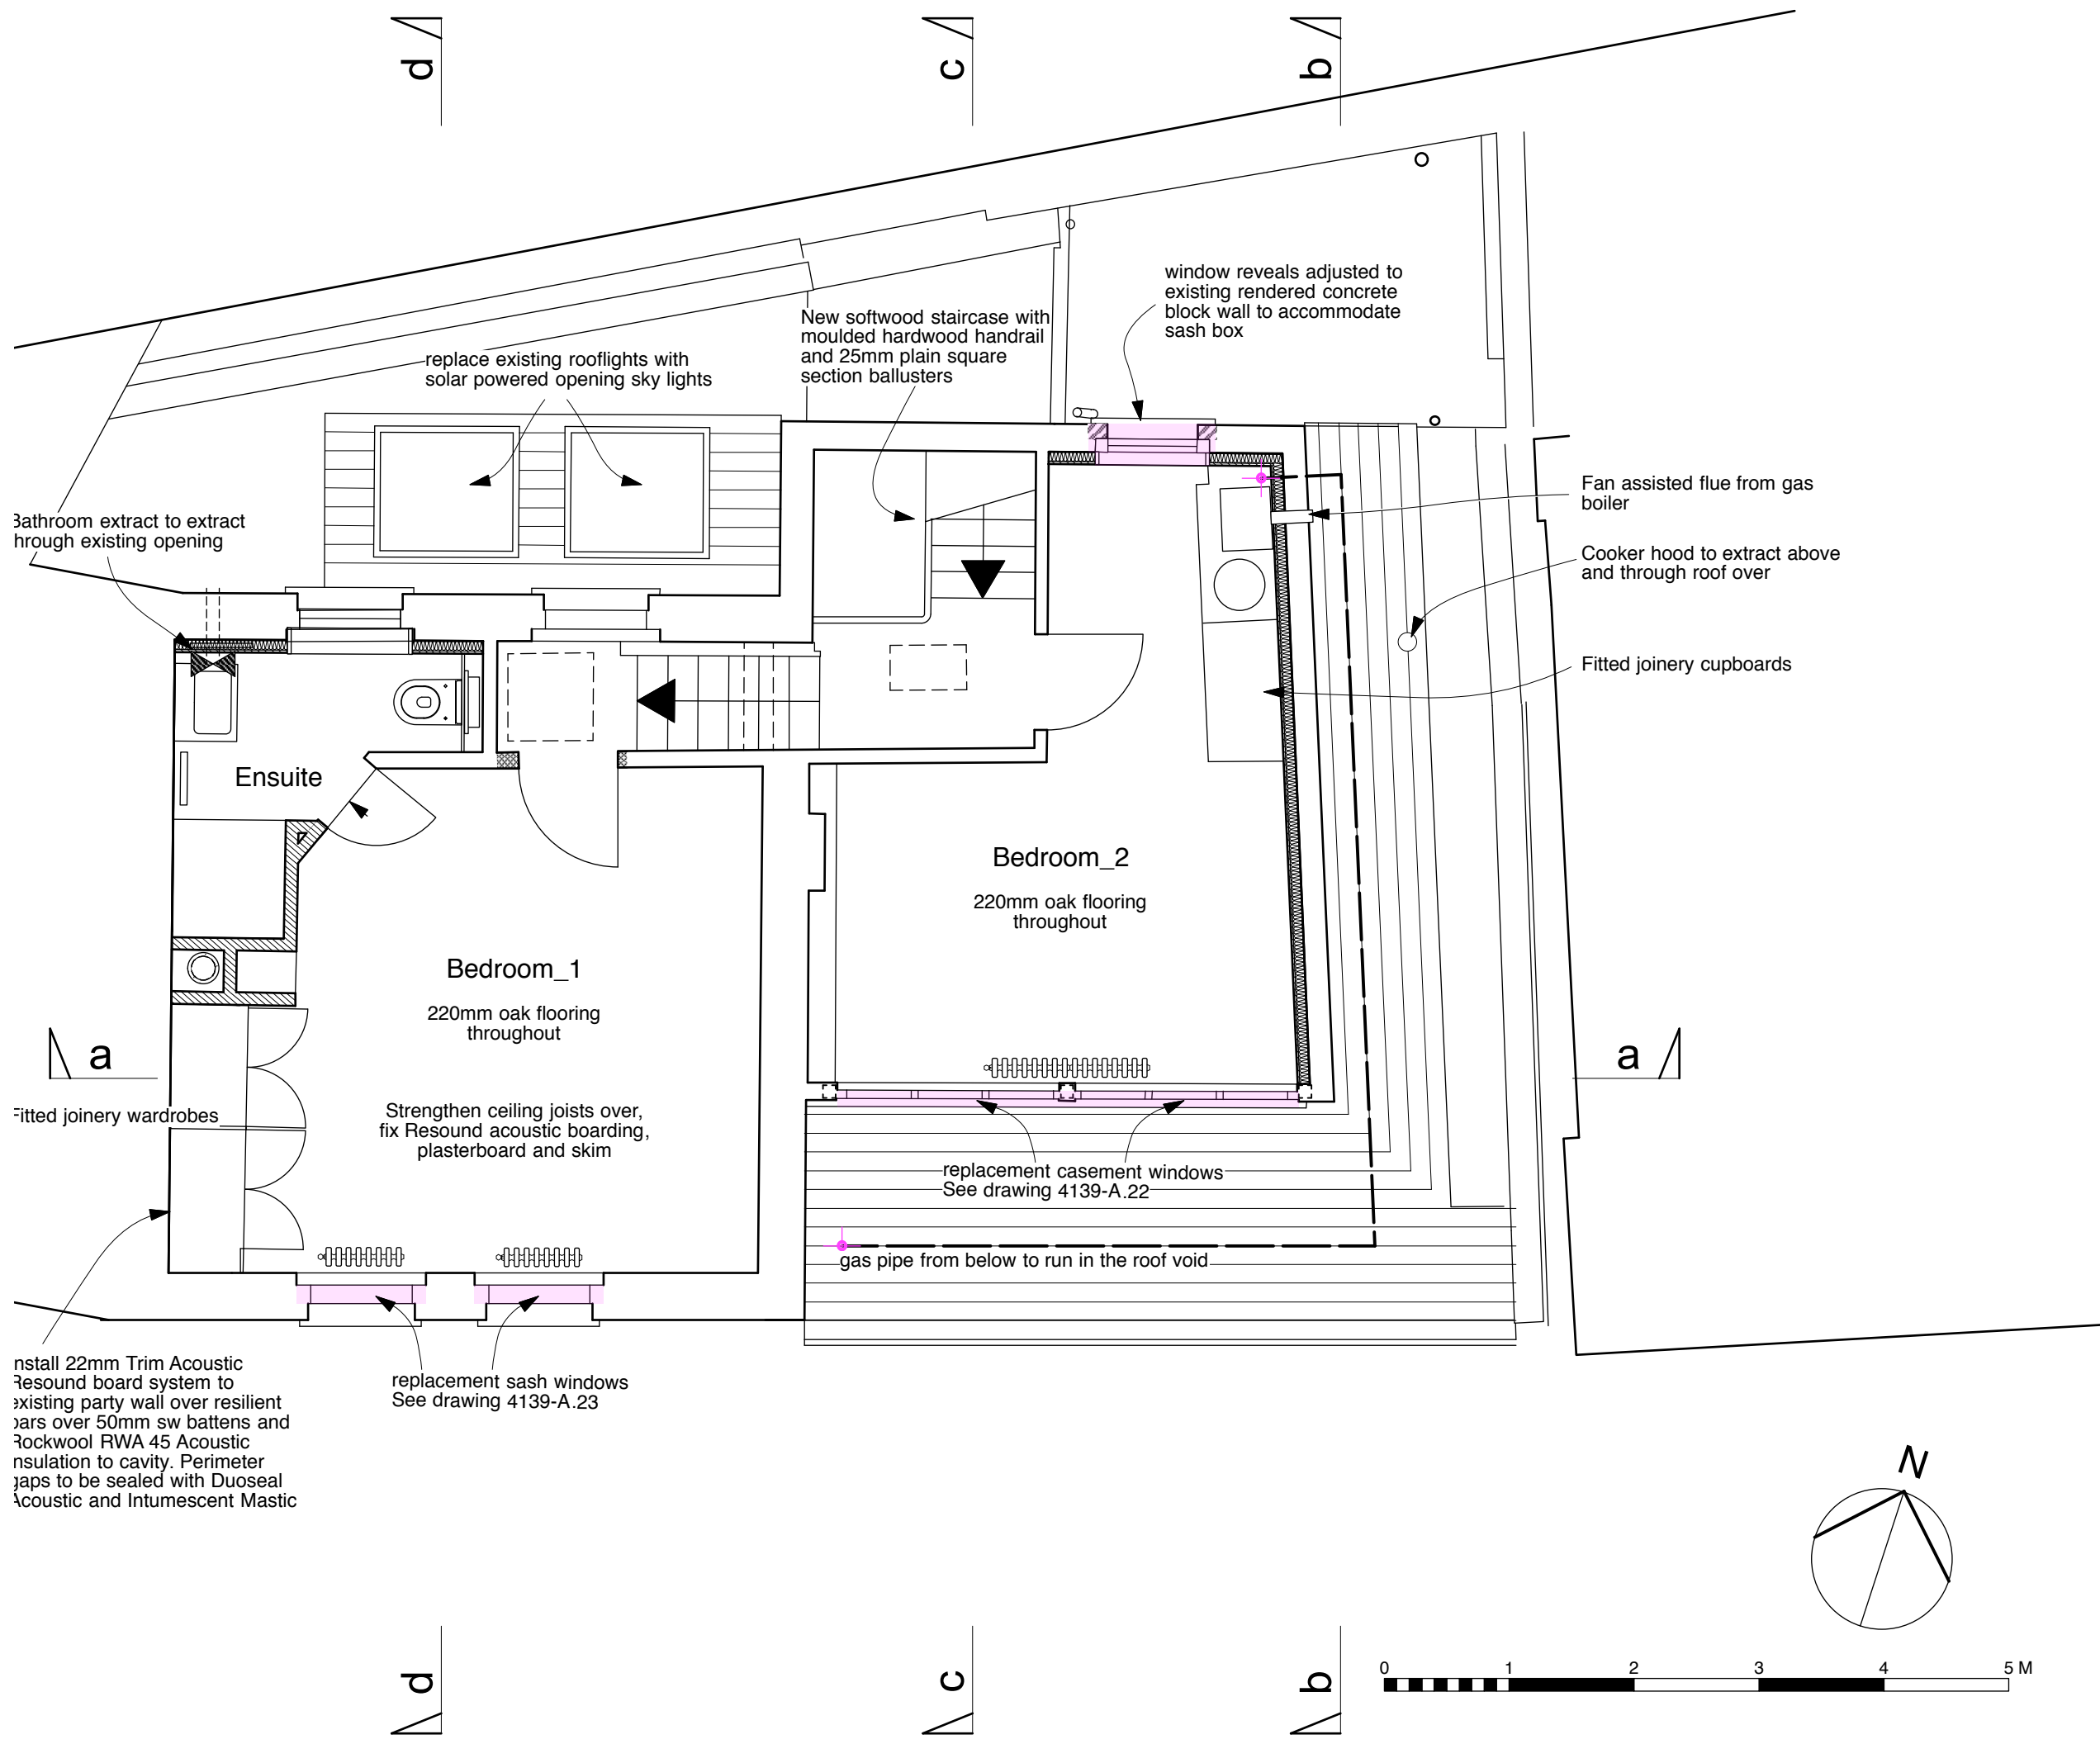 d
c
b
window reveals adjusted to
existing rendered concrete
block wall to accommodate
sash box
New softwood staircase with
moulded hardwood handrail
and 25mm plain square
section ballusters
replace existing rooflights with
solar powered opening sky lights
Fan assisted flue from gas
boiler
Bathroom extract to extract
hrough existing opening
Cooker hood to extract above
and through roof over
Fitted joinery cupboards
Ensuite
Bedroom_2
220mm oak flooring
throughout
Bedroom_1
220mm oak flooring
throughout
a
a
Fitted joinery wardrobes
Strengthen ceiling joists over,
fix Resound acoustic boarding,
plasterboard and skim
replacement casement windows
See drawing 4139-A.22
gas pipe from below to run in the roof void
nstall 22mm Trim Acoustic
Resound board system to
existing party wall over resilient
bars over 50mm sw battens and
Rockwool RWA 45 Acoustic
nsulation to cavity. Perimeter
gaps to be sealed with Duoseal
Acoustic and Intumescent Mastic
replacement sash windows
See drawing 4139-A.23
N
0 1 2 3 4 5 M
d
c
b